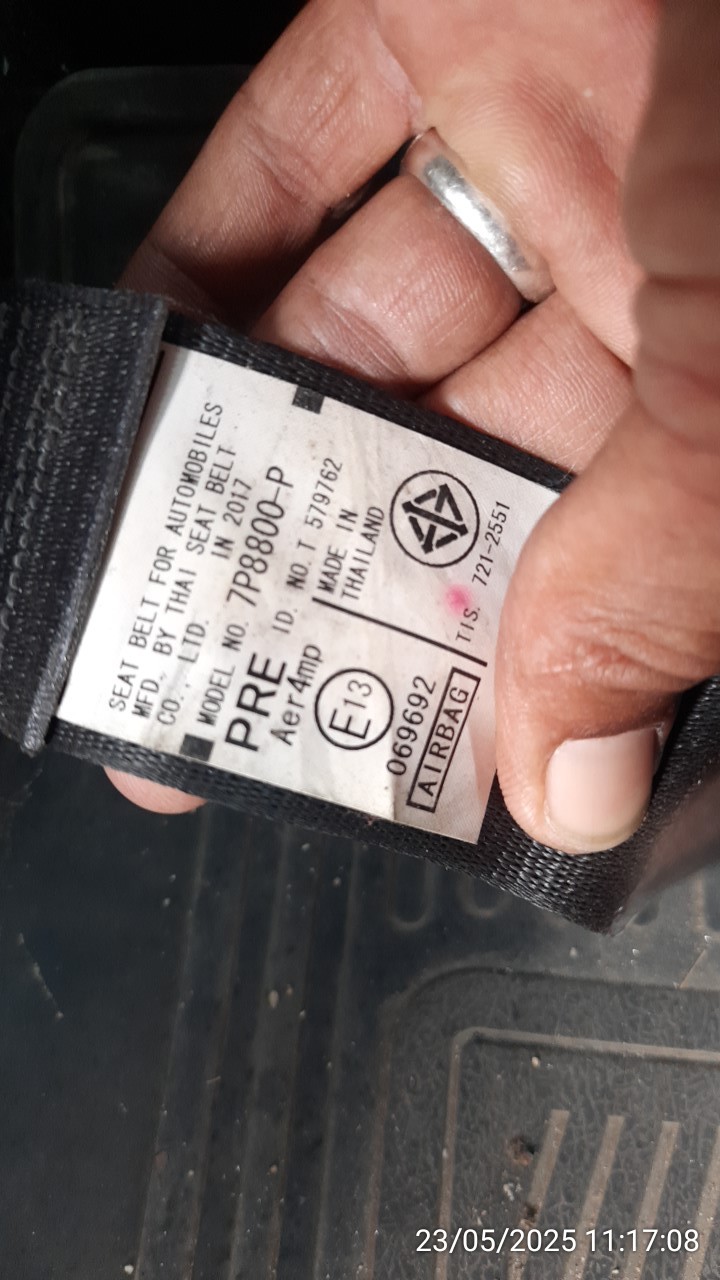 SEAT BELT FOR AUTOMOBILES
MFD. BY THAI SEAT BELT
CO., LTD. IN 2017
MODEL NO. 7P8800-P
PRE ID. NO. T 579762
Aer4mp
MADE IN
THAILAND
E13
069692
AIRBAG
TIS. 721-2551
23/05/2025 11:17:08